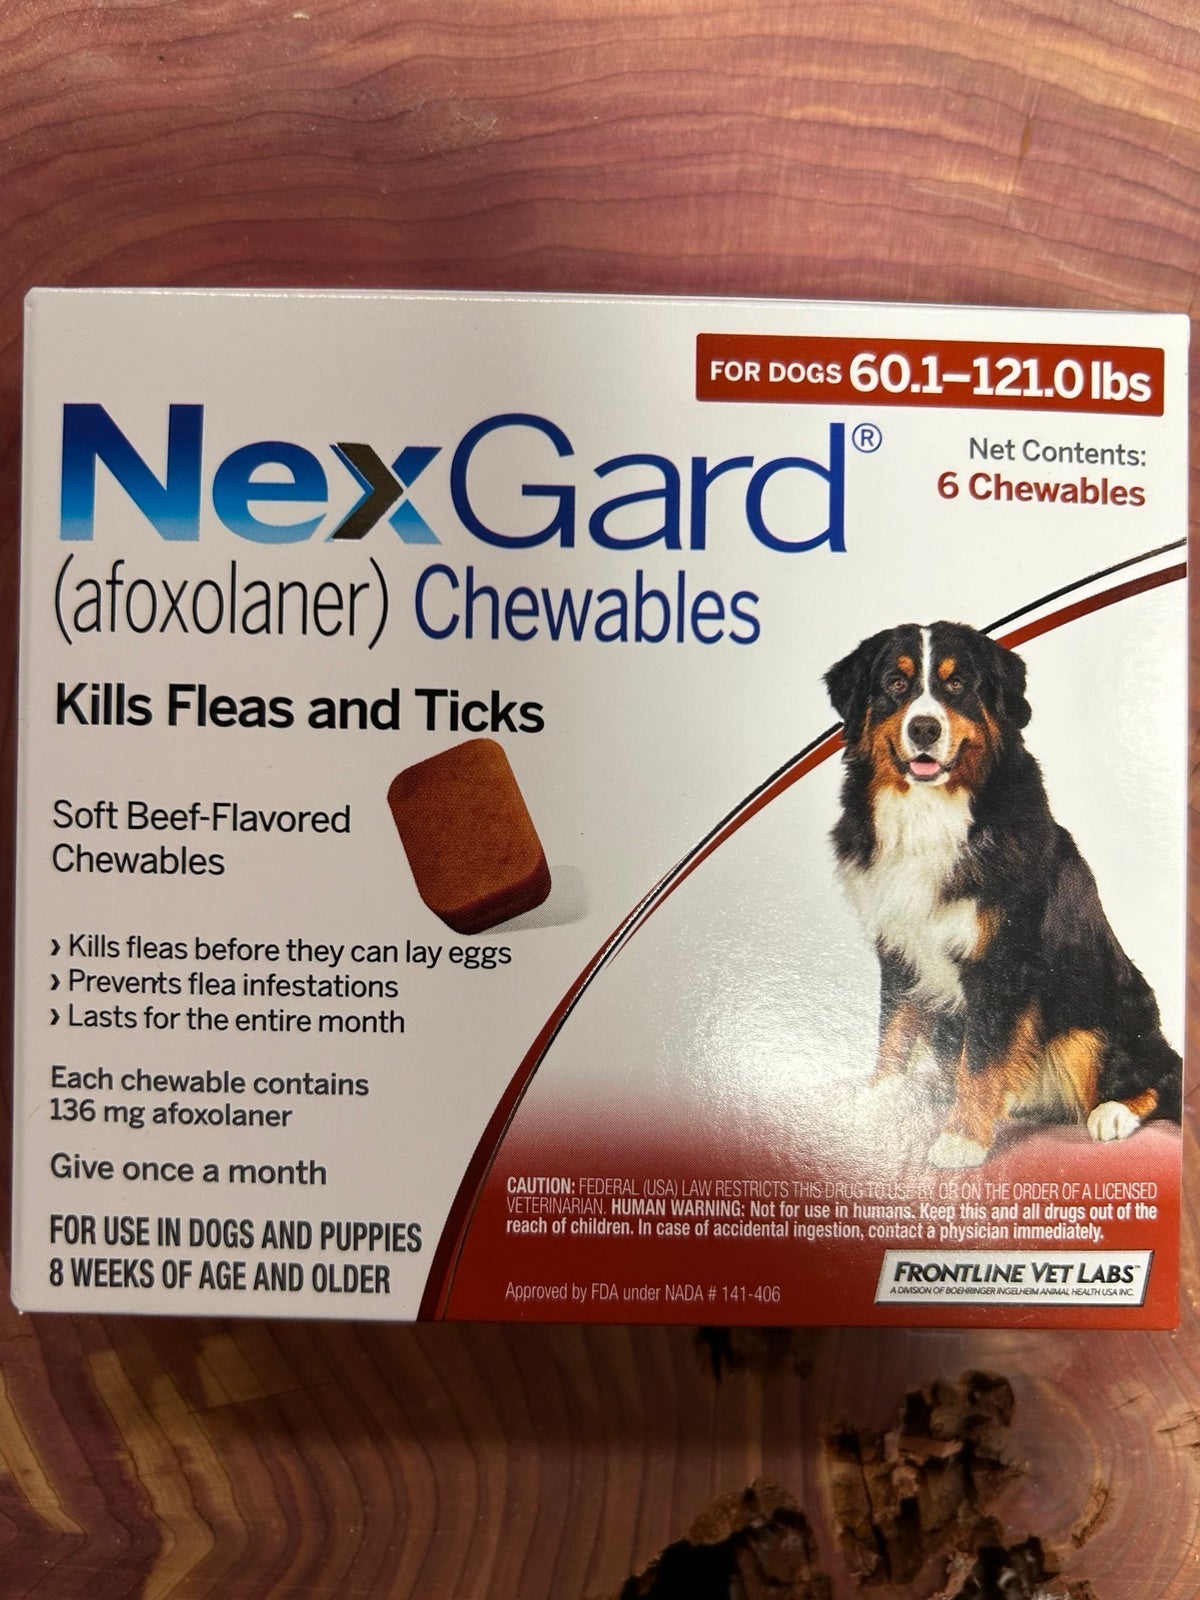 FOR DOGS 60.1–121.0 lbs
NexGard®
Net Contents:
6 Chewables
(afoxolaner) Chewables
Kills Fleas and Ticks
Soft Beef-Flavored
Chewables
› Kills fleas before they can lay eggs
› Prevents flea infestations
› Lasts for the entire month
Each chewable contains
136 mg afoxolaner
Give once a month
FOR USE IN DOGS AND PUPPIES
8 WEEKS OF AGE AND OLDER
CAUTION: FEDERAL (USA) LAW RESTRICTS THIS DRUG TO USE BY OR ON THE ORDER OF A LICENSED
VETERINARIAN. HUMAN WARNING: Not for use in humans. Keep this and all drugs out of the
reach of children. In case of accidental ingestion, contact a physician immediately.
Approved by FDA under NADA # 141-406
FRONTLINE VET LABS™
A DIVISION OF BOEHRINGER INGELHEIM ANIMAL HEALTH USA INC.